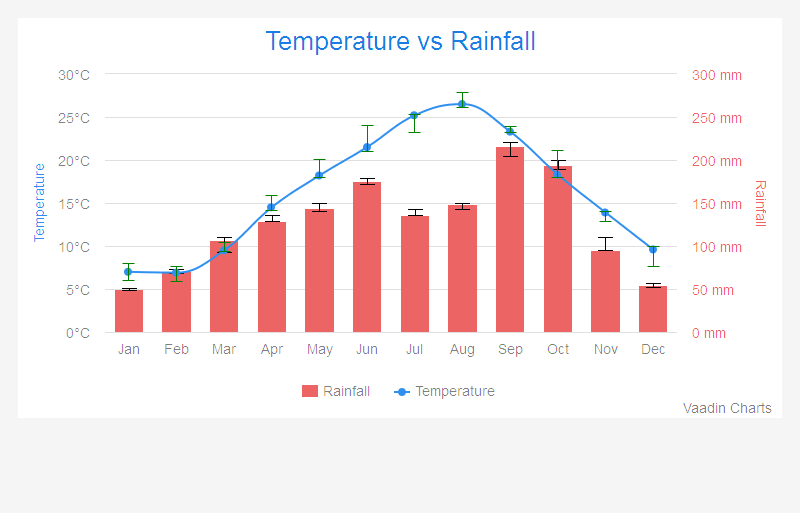 Temperature vs Rainfall
30°C
25°C
20°C
15°C
10°C
5°C
0°C
Temperature
300 mm
250 mm
200 mm
150 mm
100 mm
50 mm
0 mm
Rainfall
Jan Feb Mar Apr May Jun Jul Aug Sep Oct Nov Dec
Rainfall Temperature
Vaadin Charts